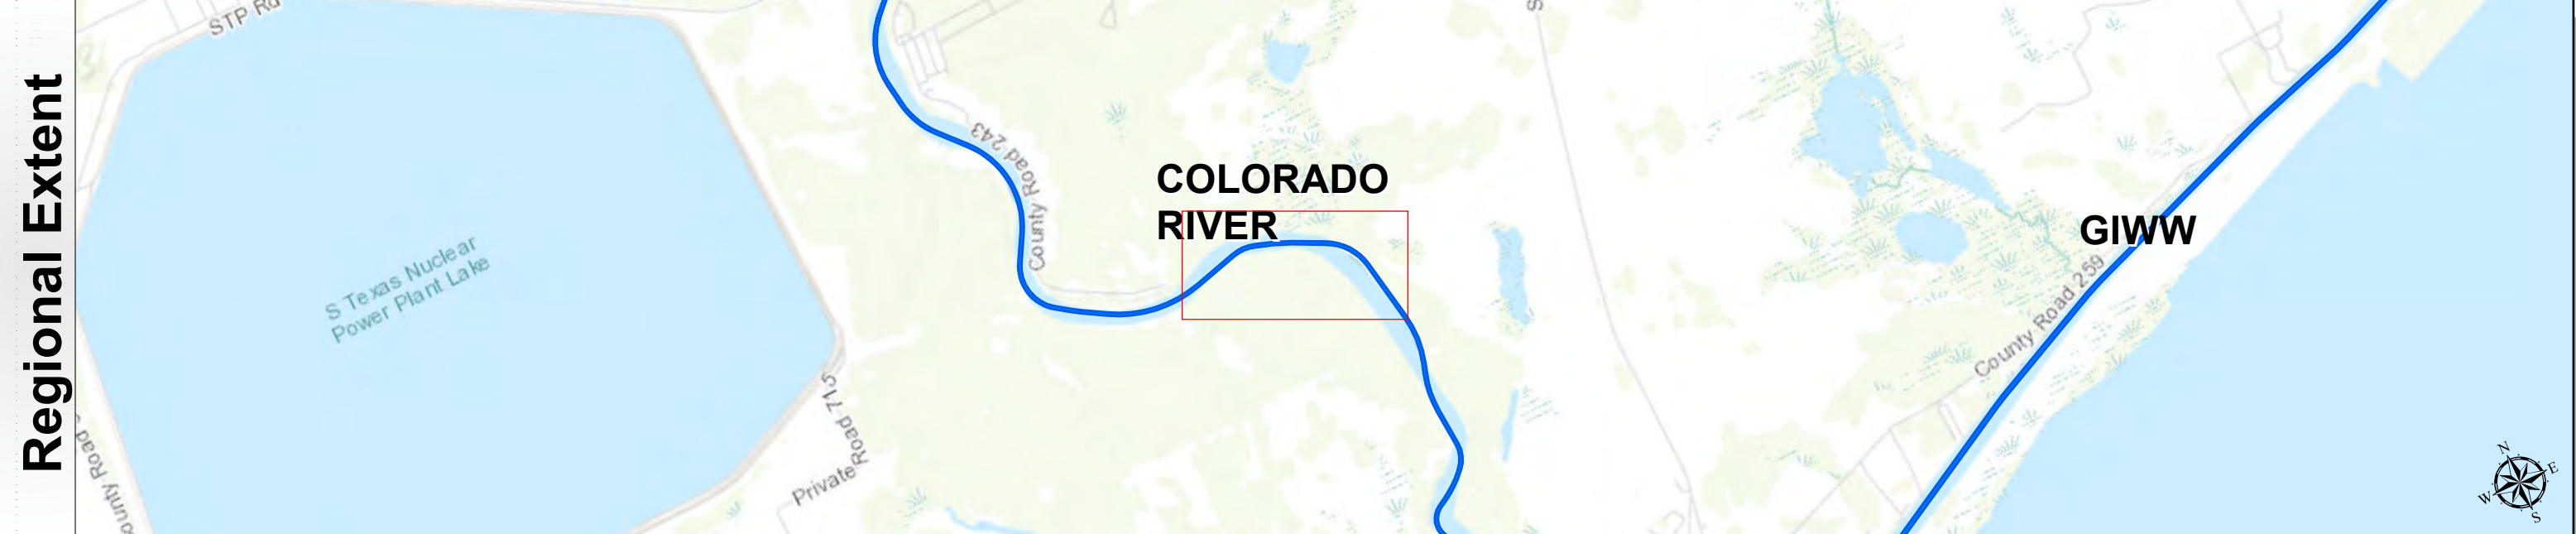 Regional Extent
STP Rd
S Texas Nuclear
Power Plant Lake
County Road 243
COLORADO
RIVER
GIWW
County Road 259
Private Road 715
N
E
W
S